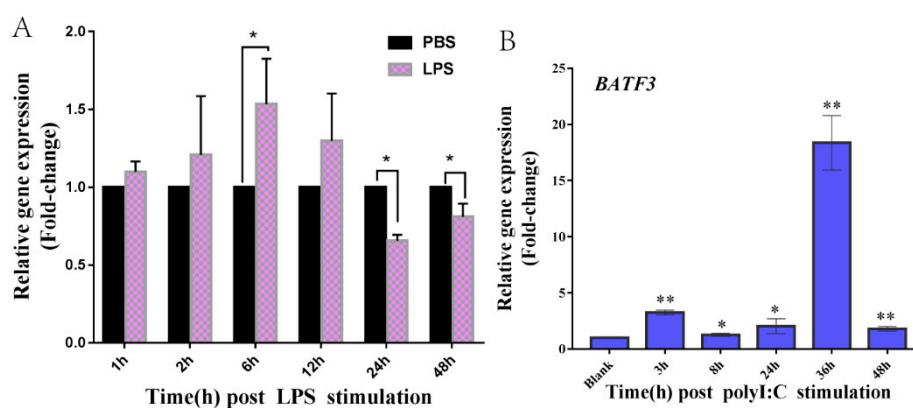 A
Relative gene expression
(Fold-change)
2.0
1.5
1.0
0.5
0.0
*
*
*
PBS
LPS
1h 2h 6h 12h 24h 48h
Time(h) post LPS stimulation
B
Relative gene expression
(Fold-change)
25
20
15
10
5
0
BATF3
**
*
*
**
**
Blank 3h 8h 24h 36h 48h
Time(h) post polyI:C stimulation